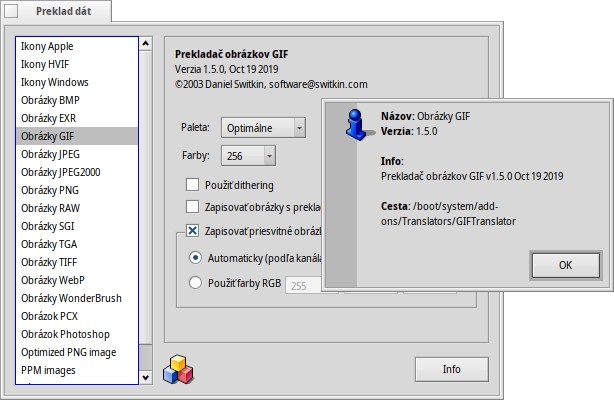 Preklad dát
Ikony Apple
Ikony HVIF
Ikony Windows
Obrázky BMP
Obrázky EXR
Obrázky GIF
Obrázky JPEG
Obrázky JPEG2000
Obrázky PNG
Obrázky RAW
Obrázky SGI
Obrázky TGA
Obrázky TIFF
Obrázky WebP
Obrázky WonderBrush
Obrázok PCX
Obrázok Photoshop
Optimized PNG image
PPM images
Prekladač obrázkov GIF
Verzia 1.5.0, Oct 19 2019
©2003 Daniel Switkin, software@switkin.com
Paleta: Optimálne
Farby: 256
Použiť dithering
Zapisovať obrázky s preklad
Zapisovať priesvitné obrázk
Automaticky (podľa kanála
Použiť farby RGB 255
Info
Názov: Obrázky GIF
Verzia: 1.5.0
Info:
Prekladač obrázkov GIF v1.5.0 Oct 19 2019
Cesta: /boot/system/add-
ons/Translators/GIFTranslator
OK